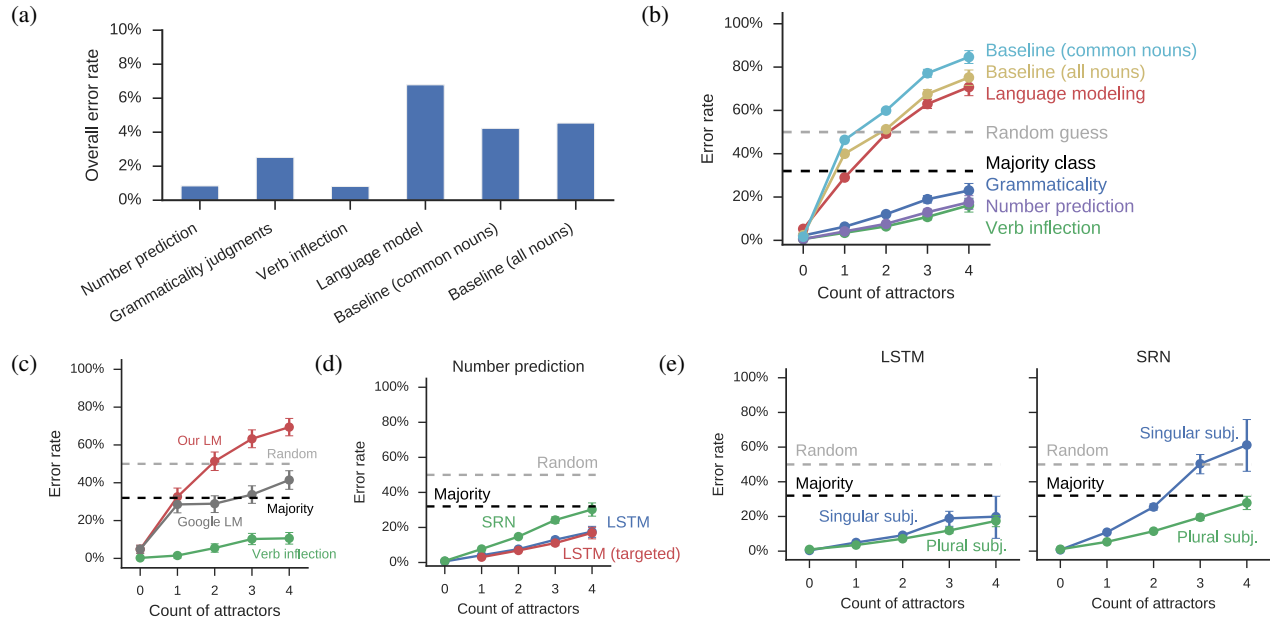 (a)
10%
8%
6%
4%
2%
0%
Overall error rate
Number prediction
Grammaticality judgments
Verb inflection
Language model
Baseline (common nouns)
Baseline (all nouns)
(b)
100%
80%
60%
40%
20%
0%
Error rate
Baseline (common nouns)
Baseline (all nouns)
Language modeling
Random guess
Majority class
Grammaticality
Number prediction
Verb inflection
0 1 2 3 4
Count of attractors
(c)
100%
80%
60%
40%
20%
0%
Error rate
Our LM
Random
Majority
Google LM
Verb inflection
0 1 2 3 4
Count of attractors
(d)
Number prediction
100%
80%
60%
40%
20%
0%
Error rate
Random
Majority
SRN
LSTM
LSTM (targeted)
0 1 2 3 4
Count of attractors
(e)
LSTM
100%
80%
60%
40%
20%
0%
Error rate
Random
Majority
Singular subj.
Plural subj.
0 1 2 3 4
Count of attractors
SRN
100%
80%
60%
40%
20%
0%
Singular subj.
Random
Majority
Plural subj.
0 1 2 3 4
Count of attractors